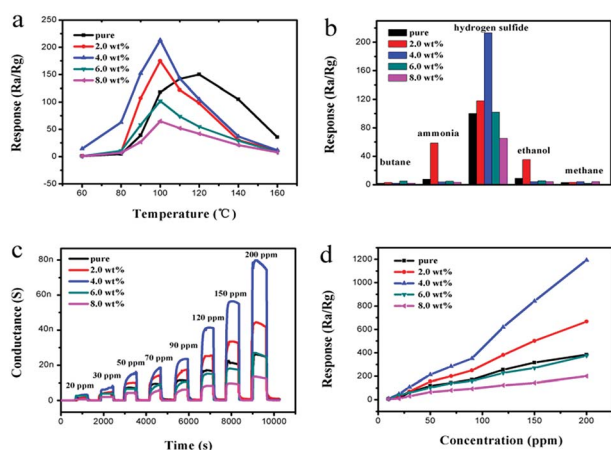 a
Response (Ra/Rg)
250
200
150
100
50
0
pure
2.0 wt%
4.0 wt%
6.0 wt%
8.0 wt%
60 80 100 120 140 160
Temperature (℃)
b
Response (Ra/Rg)
200
160
120
80
40
0
pure
2.0 wt%
4.0 wt%
6.0 wt%
8.0 wt%
hydrogen sulfide
butane
ammonia
ethanol
methane
c
Conductance (S)
80n
60n
40n
20n
0
pure
2.0 wt%
4.0 wt%
6.0 wt%
8.0 wt%
20 ppm
30 ppm
50 ppm
70 ppm
90 ppm
120 ppm
150 ppm
200 ppm
0 2000 4000 6000 8000 10000
Time (s)
d
Response (Ra/Rg)
1200
1000
800
600
400
200
0
pure
2.0 wt%
4.0 wt%
6.0 wt%
8.0 wt%
0 50 100 150 200
Concentration (ppm)